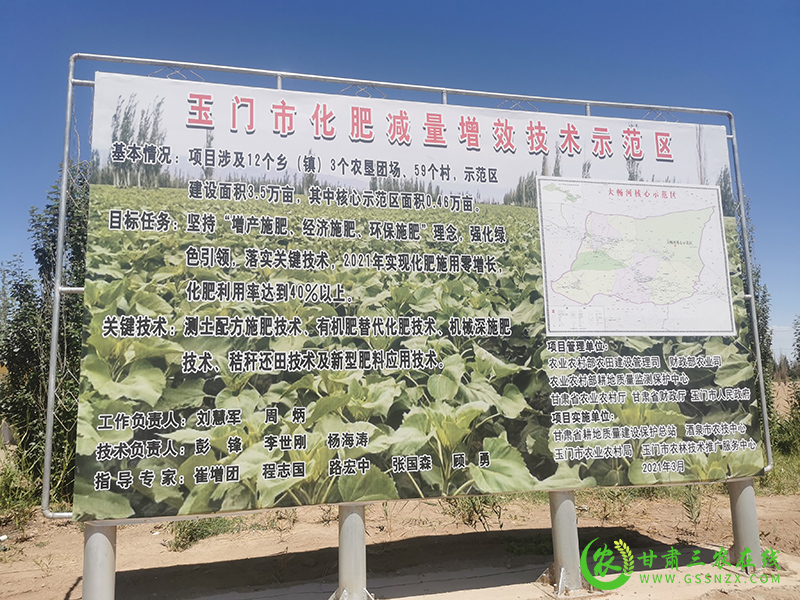 玉门市化肥减量增效技术示范区
基本情况：项目涉及12个乡（镇）3个农垦团场、59个村，示范区
建设面积3.5万亩，其中核心示范区面积0.46万亩。
目标任务：坚持“增产施肥、经济施肥、环保施肥”理念，强化绿
色引领，落实关键技术，2021年实现化肥施用零增长，
化肥利用率达到40%以上。
关键技术：测土配方施肥技术、有机肥替代化肥技术、机械深施肥
技术、秸秆还田技术及新型肥料应用技术。
工作负责人：刘慧军 周炳
技术负责人：彭锋 李世刚 杨海涛
指导专家：崔增团 程志国 路宏中 张国森 顾勇
大畅河核心示范区
项目管理单位：
农业农村部农田建设管理司 财政部农业司
农业农村部耕地质量监测保护中心
甘肃省农业农村厅 甘肃省财政厅 玉门市人民政府
项目实施单位：
甘肃省耕地质量建设保护总站 酒泉市农技中心
玉门市农业农村局 玉门市农林技术推广服务中心
2021年3月
甘肃三农在线
WWW.GSSNZX.COM